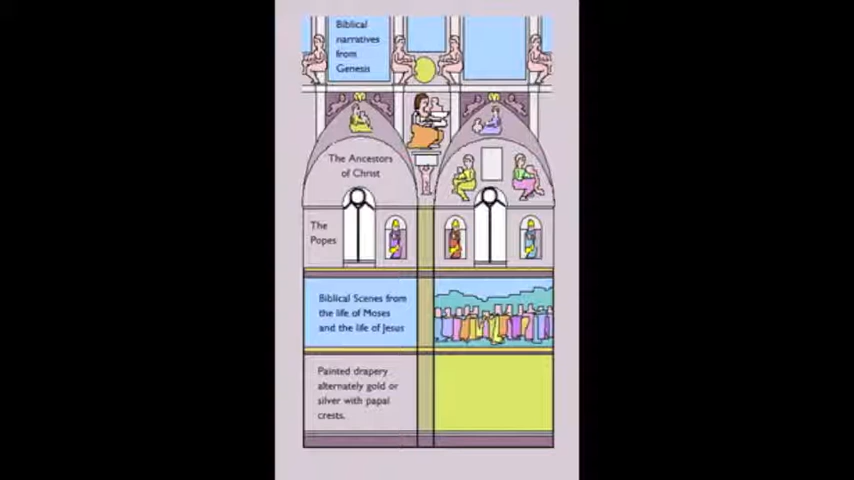 Biblical
narratives
from
Genesis
The Ancestors
of Christ
The
Popes
Biblical Scenes from
the life of Moses
and the life of Jesus
Painted drapery
alternately gold or
silver with papal
crests.